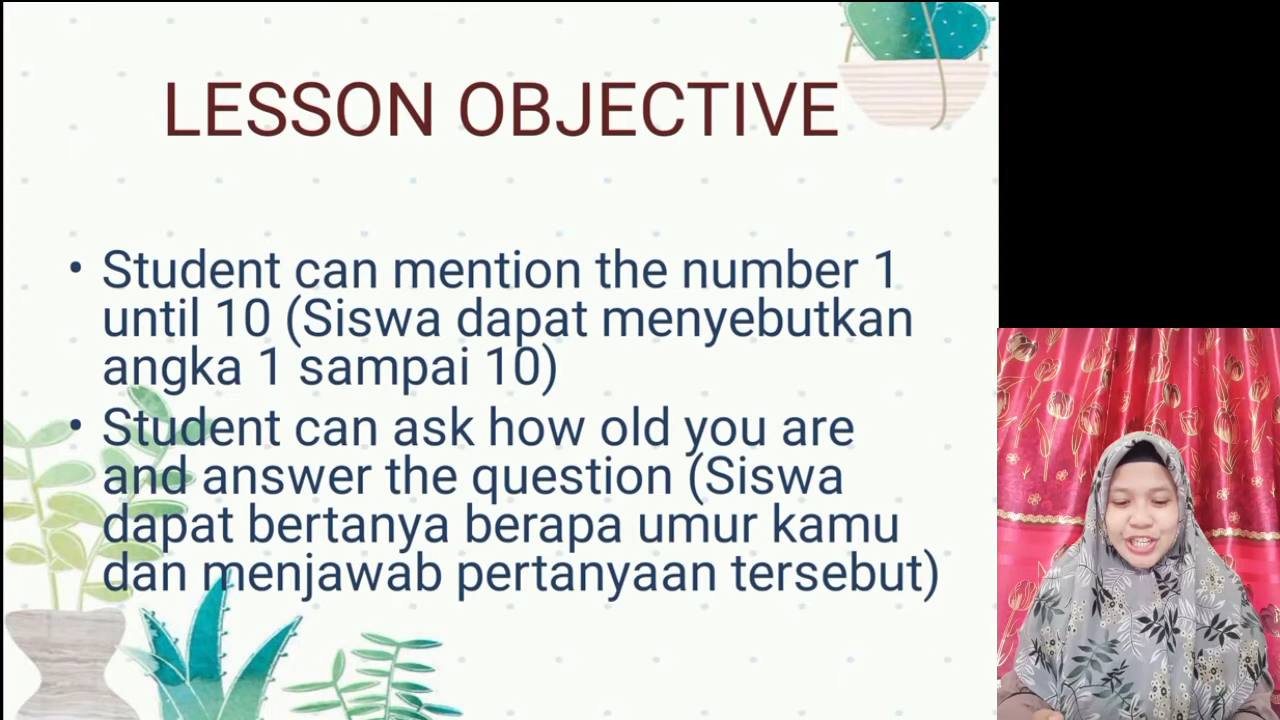 LESSON OBJECTIVE
• Student can mention the number 1
until 10 (Siswa dapat menyebutkan
angka 1 sampai 10)
• Student can ask how old you are
and answer the question (Siswa
dapat bertanya berapa umur kamu
dan menjawab pertanyaan tersebut)